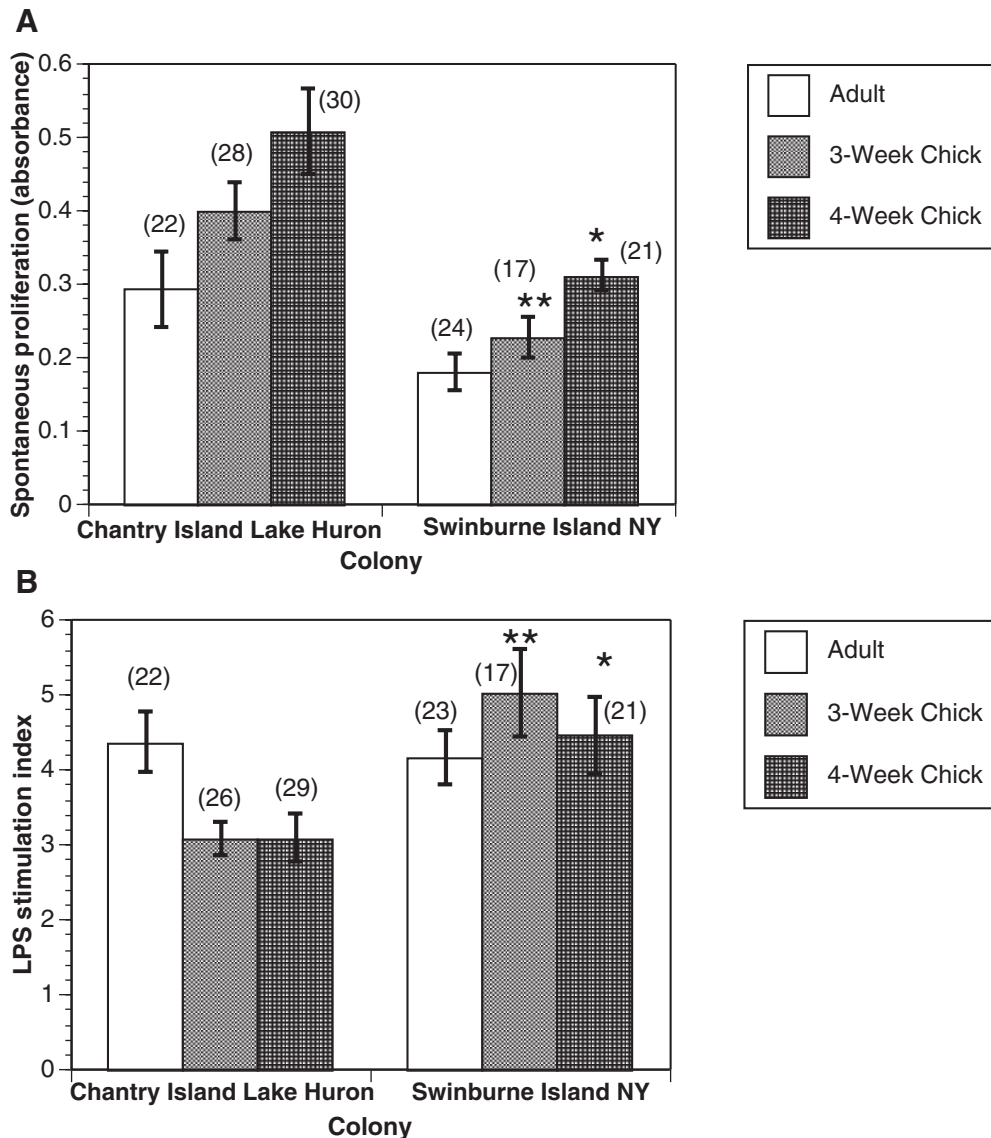 A
Spontaneous proliferation (absorbance)
0.6
0.5
0.4
0.3
0.2
0.1
0
(22)
(28)
(30)
(24)
(17)
**
*
(21)
Chantry Island Lake Huron
Swinburne Island NY
Colony
Adult
3-Week Chick
4-Week Chick
B
LPS stimulation index
6
5
4
3
2
1
0
(22)
(26)
(29)
(23)
(17)
**
*
(21)
Chantry Island Lake Huron
Swinburne Island NY
Colony
Adult
3-Week Chick
4-Week Chick